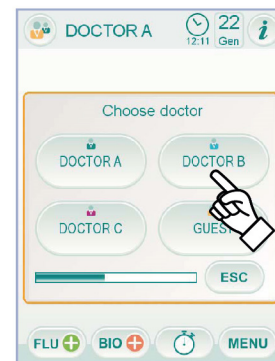 DOCTOR A
12:11
22
Gen
i
Choose doctor
DOCTOR A
DOCTOR B
DOCTOR C
GUEST
ESC
FLU
BIO
MENU